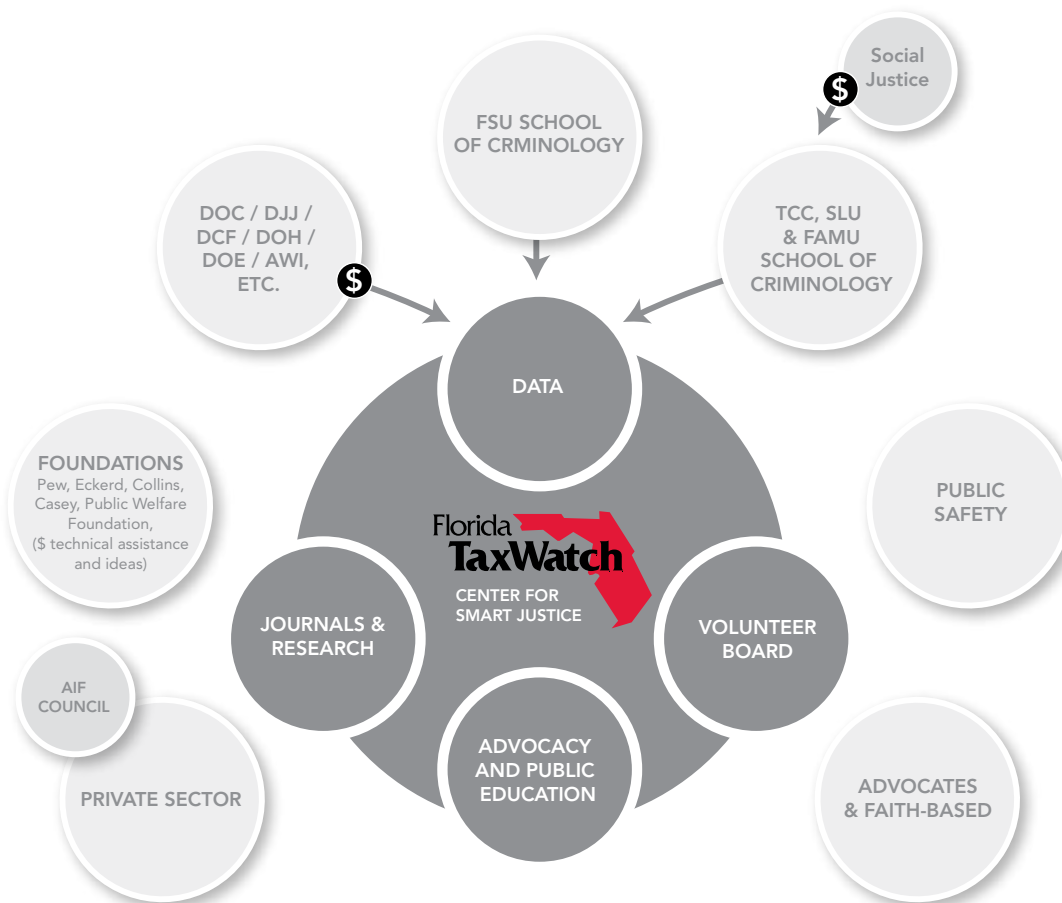 Social
Justice
$
FSU SCHOOL
OF CRMINOLOGY
DOC / DJJ /
DCF / DOH /
DOE / AWI,
ETC.
$
TCC, SLU
& FAMU
SCHOOL OF
CRIMINOLOGY
DATA
FOUNDATIONS
Pew, Eckerd, Collins,
Casey, Public Welfare
Foundation,
($ technical assistance
and ideas)
PUBLIC
SAFETY
Florida
TaxWatch
CENTER FOR
SMART JUSTICE
JOURNALS &
RESEARCH
VOLUNTEER
BOARD
AIF
COUNCIL
PRIVATE SECTOR
ADVOCACY
AND PUBLIC
EDUCATION
ADVOCATES
& FAITH-BASED